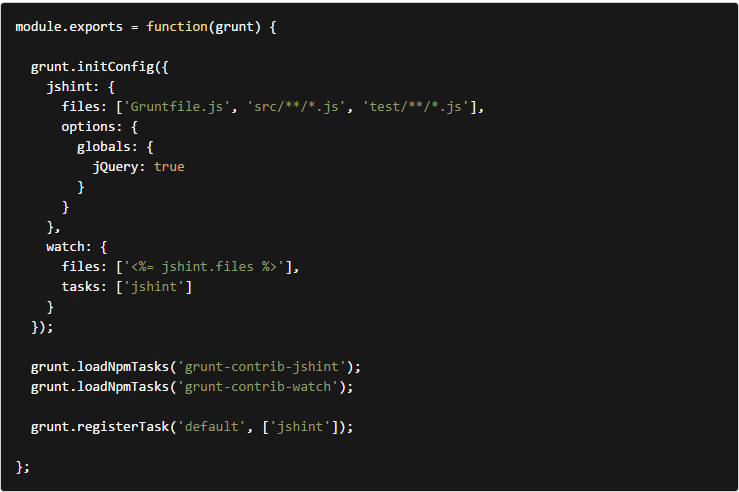 module.exports = function(grunt) {
  grunt.initConfig({
    jshint: {
      files: ['Gruntfile.js', 'src/**/*.js', 'test/**/*.js'],
      options: {
        globals: {
          jQuery: true
        }
      }
    },
    watch: {
      files: ['<%= jshint.files %>'],
      tasks: ['jshint']
    }
  });
  grunt.loadNpmTasks('grunt-contrib-jshint');
  grunt.loadNpmTasks('grunt-contrib-watch');
  grunt.registerTask('default', ['jshint']);
};